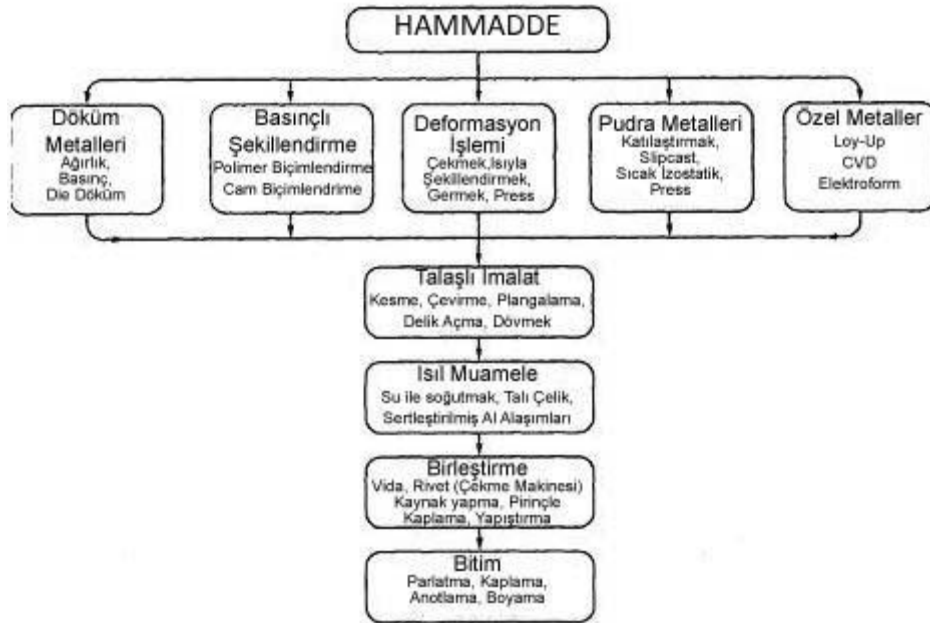 HAMMADDE
Döküm
Metalleri
Ağırlık,
Basınç,
Die Döküm
Basınçlı
Şekillendirme
Polimer Biçimlendirme
Cam Biçimlendrime
Deformasyon
İşlemi
Çekmek,Isıyla
Şekillendirmek,
Germek, Press
Pudra Metalleri
Katılaştırmak,
Slipcast,
Sıcak İzostatik,
Press
Özel Metaller
Loy-Up
CVD
Elektroform
Talaşlı İmalat
Kesme, Çevirme, Plangalama,
Delik Açma, Dövmek
Isıl Muamele
Su ile soğutmak, Talı Çelik,
Sertleştirilmiş Al Alaşımları
Birleştirme
Vida, Rivet (Çekme Makinesi)
Kaynak yapma, Pirinçle
Kaplama, Yapıştırma
Bitim
Parlatma, Kaplama,
Anotlama, Boyama